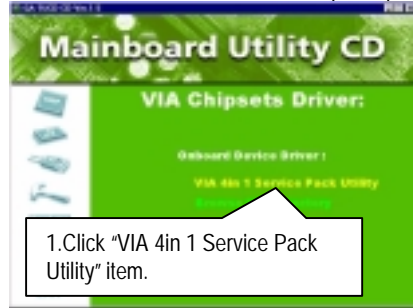 Mainboard Utility CD
VIA Chipsets Driver:
Onboard Device Driver :
VIA 4in 1 Service Pack Utility
1.Click “VIA 4in 1 Service Pack
Utility” item.